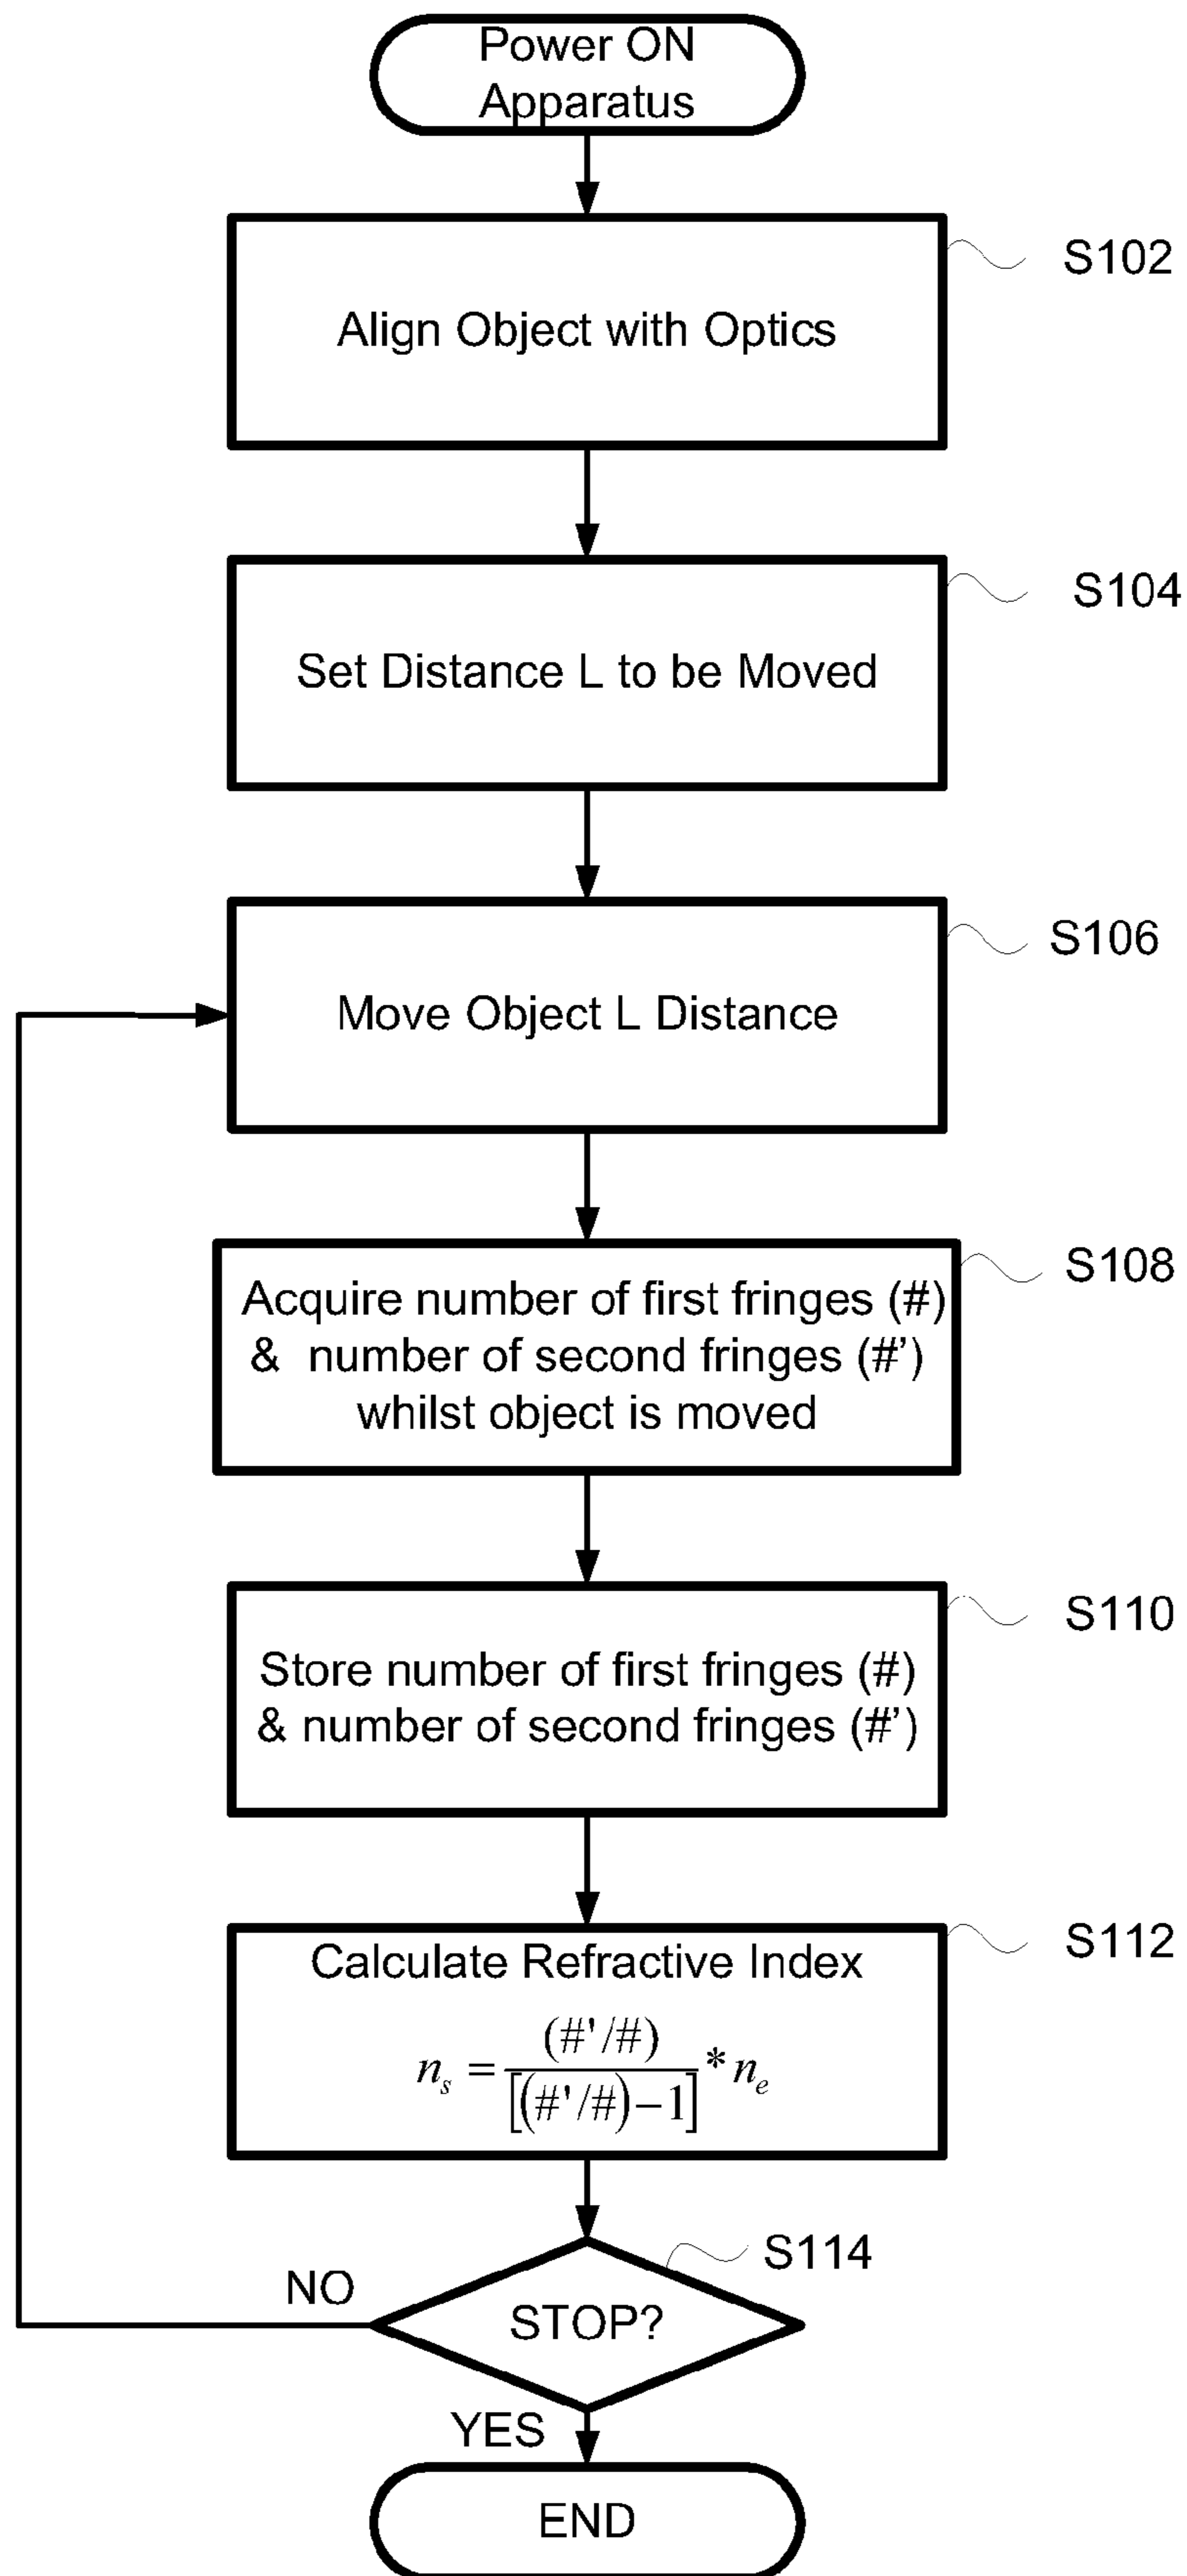 Power ON
Apparatus
S102
Align Object with Optics
S104
Set Distance L to be Moved
S106
Move Object L Distance
S108
Acquire number of first fringes (#)
& number of second fringes (#’)
whilst object is moved
S110
Store number of first fringes (#)
& number of second fringes (#’)
S112
Calculate Refractive Index
n_s = (#'/#) / [(#'/#)−1] * n_e
S114
NO
STOP?
YES
END